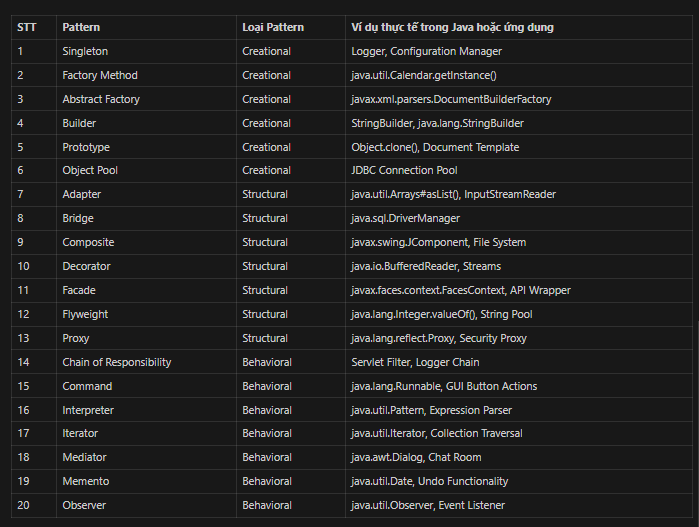 STT Pattern Loại Pattern Ví dụ thực tế trong Java hoặc ứng dụng
1 Singleton Creational Logger, Configuration Manager
2 Factory Method Creational java.util.Calendar.getInstance()
3 Abstract Factory Creational javax.xml.parsers.DocumentBuilderFactory
4 Builder Creational StringBuilder, java.lang.StringBuilder
5 Prototype Creational Object.clone(), Document Template
6 Object Pool Creational JDBC Connection Pool
7 Adapter Structural java.util.Arrays#asList(), InputStreamReader
8 Bridge Structural java.sql.DriverManager
9 Composite Structural javax.swing.JComponent, File System
10 Decorator Structural java.io.BufferedReader, Streams
11 Facade Structural javax.faces.context.FacesContext, API Wrapper
12 Flyweight Structural java.lang.Integer.valueOf(), String Pool
13 Proxy Structural java.lang.reflect.Proxy, Security Proxy
14 Chain of Responsibility Behavioral Servlet Filter, Logger Chain
15 Command Behavioral java.lang.Runnable, GUI Button Actions
16 Interpreter Behavioral java.util.Pattern, Expression Parser
17 Iterator Behavioral java.util.Iterator, Collection Traversal
18 Mediator Behavioral java.awt.Dialog, Chat Room
19 Memento Behavioral java.util.Date, Undo Functionality
20 Observer Behavioral java.util.Observer, Event Listener